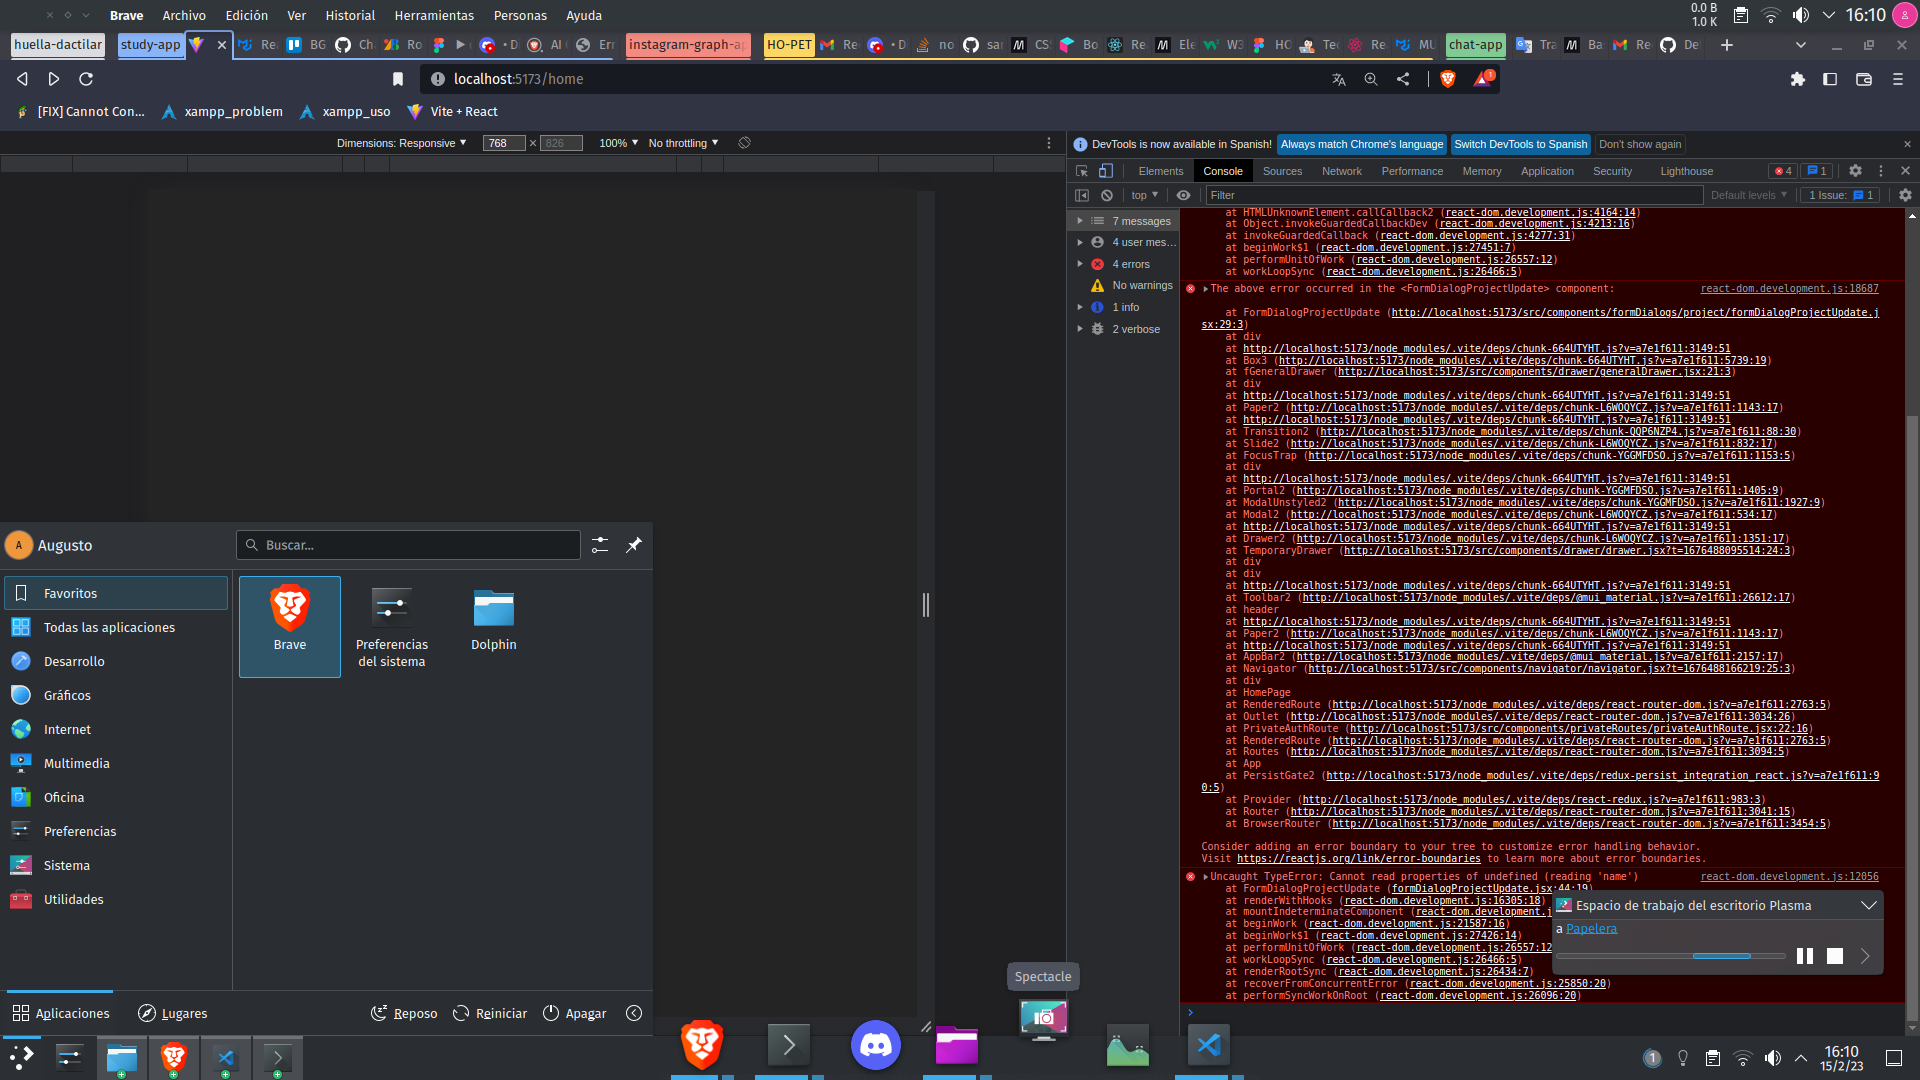 Brave Archivo Edición Ver Historial Herramientas Personas Ayuda
0.0 B
1.0 K
16:10
huella-dactilar study-app Re BG Ch Ro • D AI Err instagram-graph-a HO-PET Re • D no sar CS Bo Re Ele W3 HO Tec Re MU chat-app Tra Ba Re De
localhost:5173/home
1
[FIX] Cannot Con... xampp_problem xampp_uso Vite + React
Dimensions: Responsive 768 × 826 100% No throttling
DevTools is now available in Spanish! Always match Chrome's language Switch DevTools to Spanish Don't show again
Elements Console Sources Network Performance Memory Application Security Lighthouse 4 1
top Filter Default levels 1 Issue: 1
7 messages
4 user mes...
4 errors
No warnings
1 info
2 verbose
at HTMLUnknownElement.callCallback2 (react-dom.development.js:4164:14)
at Object.invokeGuardedCallbackDev (react-dom.development.js:4213:16)
at invokeGuardedCallback (react-dom.development.js:4277:31)
at beginWork$1 (react-dom.development.js:27451:7)
at performUnitOfWork (react-dom.development.js:26557:12)
at workLoopSync (react-dom.development.js:26466:5)
The above error occurred in the <FormDialogProjectUpdate> component: react-dom.development.js:18687
at FormDialogProjectUpdate (http://localhost:5173/src/components/formDialogs/project/formDialogProjectUpdate.j
sx:29:3)
at div
at http://localhost:5173/node_modules/.vite/deps/chunk-664UTYHT.js?v=a7e1f611:3149:51
at Box3 (http://localhost:5173/node_modules/.vite/deps/chunk-664UTYHT.js?v=a7e1f611:5739:19)
at fGeneralDrawer (http://localhost:5173/src/components/drawer/generalDrawer.jsx:21:3)
at div
at http://localhost:5173/node_modules/.vite/deps/chunk-664UTYHT.js?v=a7e1f611:3149:51
at Paper2 (http://localhost:5173/node_modules/.vite/deps/chunk-L6WOQYCZ.js?v=a7e1f611:1143:17)
at http://localhost:5173/node_modules/.vite/deps/chunk-664UTYHT.js?v=a7e1f611:3149:51
at Transition2 (http://localhost:5173/node_modules/.vite/deps/chunk-QQP6NZP4.js?v=a7e1f611:88:30)
at Slide2 (http://localhost:5173/node_modules/.vite/deps/chunk-L6WOQYCZ.js?v=a7e1f611:832:17)
at FocusTrap (http://localhost:5173/node_modules/.vite/deps/chunk-YGGMFDSO.js?v=a7e1f611:1153:5)
at div
at http://localhost:5173/node_modules/.vite/deps/chunk-664UTYHT.js?v=a7e1f611:3149:51
at Portal2 (http://localhost:5173/node_modules/.vite/deps/chunk-YGGMFDSO.js?v=a7e1f611:1405:9)
at ModalUnstyled2 (http://localhost:5173/node_modules/.vite/deps/chunk-YGGMFDSO.js?v=a7e1f611:1927:9)
at Modal2 (http://localhost:5173/node_modules/.vite/deps/chunk-L6WOQYCZ.js?v=a7e1f611:534:17)
at http://localhost:5173/node_modules/.vite/deps/chunk-664UTYHT.js?v=a7e1f611:3149:51
at Drawer2 (http://localhost:5173/node_modules/.vite/deps/chunk-L6WOQYCZ.js?v=a7e1f611:1351:17)
at TemporaryDrawer (http://localhost:5173/src/components/drawer/drawer.jsx?t=1676488095514:24:3)
at div
at div
at http://localhost:5173/node_modules/.vite/deps/chunk-664UTYHT.js?v=a7e1f611:3149:51
at Toolbar2 (http://localhost:5173/node_modules/.vite/deps/@mui_material.js?v=a7e1f611:26612:17)
at header
at http://localhost:5173/node_modules/.vite/deps/chunk-664UTYHT.js?v=a7e1f611:3149:51
at Paper2 (http://localhost:5173/node_modules/.vite/deps/chunk-L6WOQYCZ.js?v=a7e1f611:1143:17)
at http://localhost:5173/node_modules/.vite/deps/chunk-664UTYHT.js?v=a7e1f611:3149:51
at AppBar2 (http://localhost:5173/node_modules/.vite/deps/@mui_material.js?v=a7e1f611:2157:17)
at Navigator (http://localhost:5173/src/components/navigator/navigator.jsx?t=1676488166219:25:3)
at div
at HomePage
at RenderedRoute (http://localhost:5173/node_modules/.vite/deps/react-router-dom.js?v=a7e1f611:2763:5)
at Outlet (http://localhost:5173/node_modules/.vite/deps/react-router-dom.js?v=a7e1f611:3034:26)
at PrivateAuthRoute (http://localhost:5173/src/components/privateRoutes/privateAuthRoute.jsx:22:16)
at RenderedRoute (http://localhost:5173/node_modules/.vite/deps/react-router-dom.js?v=a7e1f611:2763:5)
at Routes (http://localhost:5173/node_modules/.vite/deps/react-router-dom.js?v=a7e1f611:3094:5)
at App
at PersistGate2 (http://localhost:5173/node_modules/.vite/deps/redux-persist_integration_react.js?v=a7e1f611:9
0:5)
at Provider (http://localhost:5173/node_modules/.vite/deps/react-redux.js?v=a7e1f611:983:3)
at Router (http://localhost:5173/node_modules/.vite/deps/react-router-dom.js?v=a7e1f611:3041:15)
at BrowserRouter (http://localhost:5173/node_modules/.vite/deps/react-router-dom.js?v=a7e1f611:3454:5)
Consider adding an error boundary to your tree to customize error handling behavior.
Visit https://reactjs.org/link/error-boundaries to learn more about error boundaries.
Uncaught TypeError: Cannot read properties of undefined (reading 'name') react-dom.development.js:12056
at FormDialogProjectUpdate (formDialogProjectUpdate.jsx:44:19)
at renderWithHooks (react-dom.development.js:16305:18)
at mountIndeterminateComponent (react-dom.development.j
at beginWork (react-dom.development.js:21587:16)
at beginWork$1 (react-dom.development.js:27426:14)
at performUnitOfWork (react-dom.development.js:26557:12
at workLoopSync (react-dom.development.js:26466:5)
at renderRootSync (react-dom.development.js:26434:7)
at recoverFromConcurrentError (react-dom.development.js:25850:20)
at performSyncWorkOnRoot (react-dom.development.js:26096:20)
Espacio de trabajo del escritorio Plasma
a Papelera
A Augusto Buscar...
Favoritos
Todas las aplicaciones
Desarrollo
Gráficos
Internet
Multimedia
Oficina
Preferencias
Sistema
Utilidades
Brave
Preferencias
del sistema
Dolphin
Aplicaciones Lugares Reposo Reiniciar Apagar
Spectacle
1
16:10
15/2/23